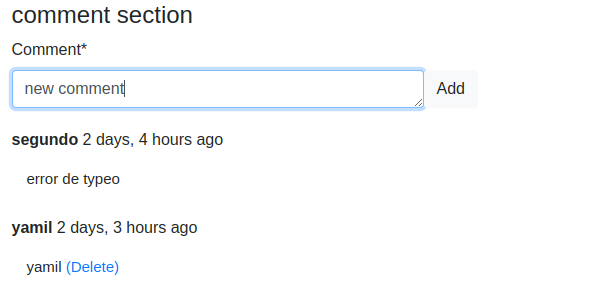 comment section
Comment*
new comment
Add
segundo 2 days, 4 hours ago
error de typeo
yamil 2 days, 3 hours ago
yamil (Delete)